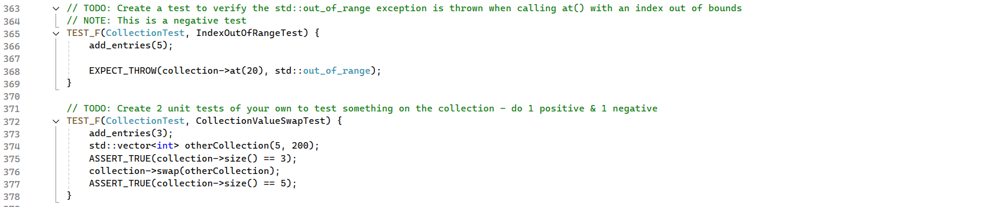 363 // TODO: Create a test to verify the std::out_of_range exception is thrown when calling at() with an index out of bounds
364 // NOTE: This is a negative test
365 TEST_F(CollectionTest, IndexOutOfRangeTest) {
366 add_entries(5);
367
368 EXPECT_THROW(collection->at(20), std::out_of_range);
369 }
370
371 // TODO: Create 2 unit tests of your own to test something on the collection - do 1 positive & 1 negative
372 TEST_F(CollectionTest, CollectionValueSwapTest) {
373 add_entries(3);
374 std::vector<int> otherCollection(5, 200);
375 ASSERT_TRUE(collection->size() == 3);
376 collection->swap(otherCollection);
377 ASSERT_TRUE(collection->size() == 5);
378 }